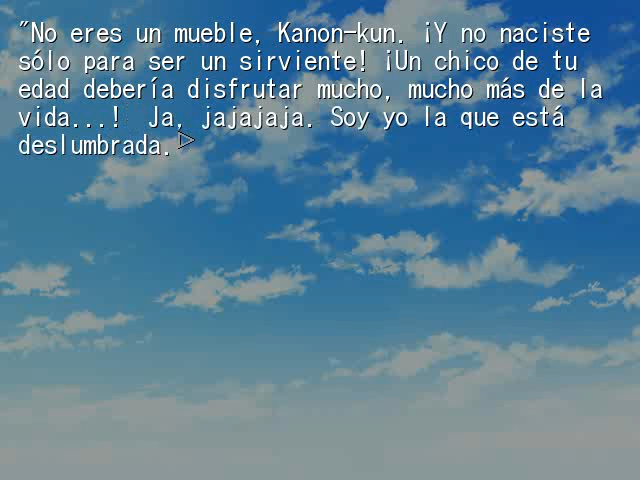 "No eres un mueble, Kanon-kun. ¡Y no naciste
sólo para ser un sirviente! ¡Un chico de tu
edad debería disfrutar mucho, mucho más de la
vida...!  Ja, jajajaja. Soy yo la que está
deslumbrada.